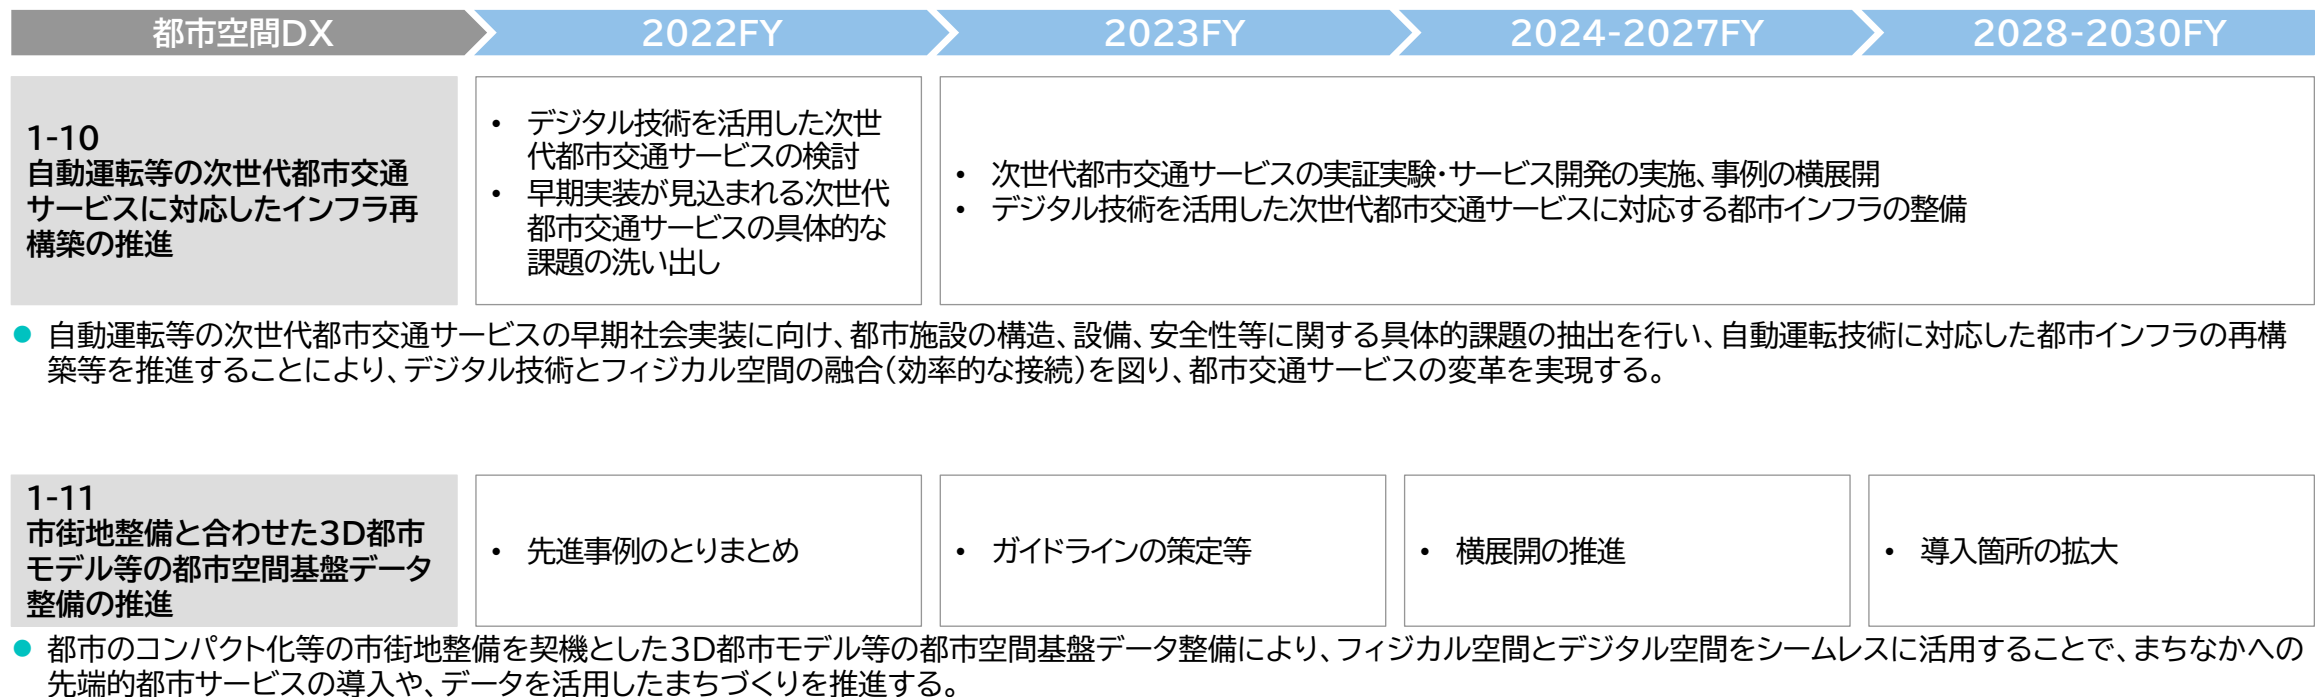 都市空間DX
2022FY
2023FY
2024-2027FY
2028-2030FY
1-10
自動運転等の次世代都市交通
サービスに対応したインフラ再
構築の推進
• デジタル技術を活用した次世
代都市交通サービスの検討
• 早期実装が見込まれる次世代
都市交通サービスの具体的な
課題の洗い出し
• 次世代都市交通サービスの実証実験・サービス開発の実施、事例の横展開
• デジタル技術を活用した次世代都市交通サービスに対応する都市インフラの整備
● 自動運転等の次世代都市交通サービスの早期社会実装に向け、都市施設の構造、設備、安全性等に関する具体的課題の抽出を行い、自動運転技術に対応した都市インフラの再構
築等を推進することにより、デジタル技術とフィジカル空間の融合(効率的な接続)を図り、都市交通サービスの変革を実現する。
1-11
市街地整備と合わせた3D都市
モデル等の都市空間基盤データ
整備の推進
• 先進事例のとりまとめ
• ガイドラインの策定等
• 横展開の推進
• 導入箇所の拡大
● 都市のコンパクト化等の市街地整備を契機とした3D都市モデル等の都市空間基盤データ整備により、フィジカル空間とデジタル空間をシームレスに活用することで、まちなかへの
先端的都市サービスの導入や、データを活用したまちづくりを推進する。